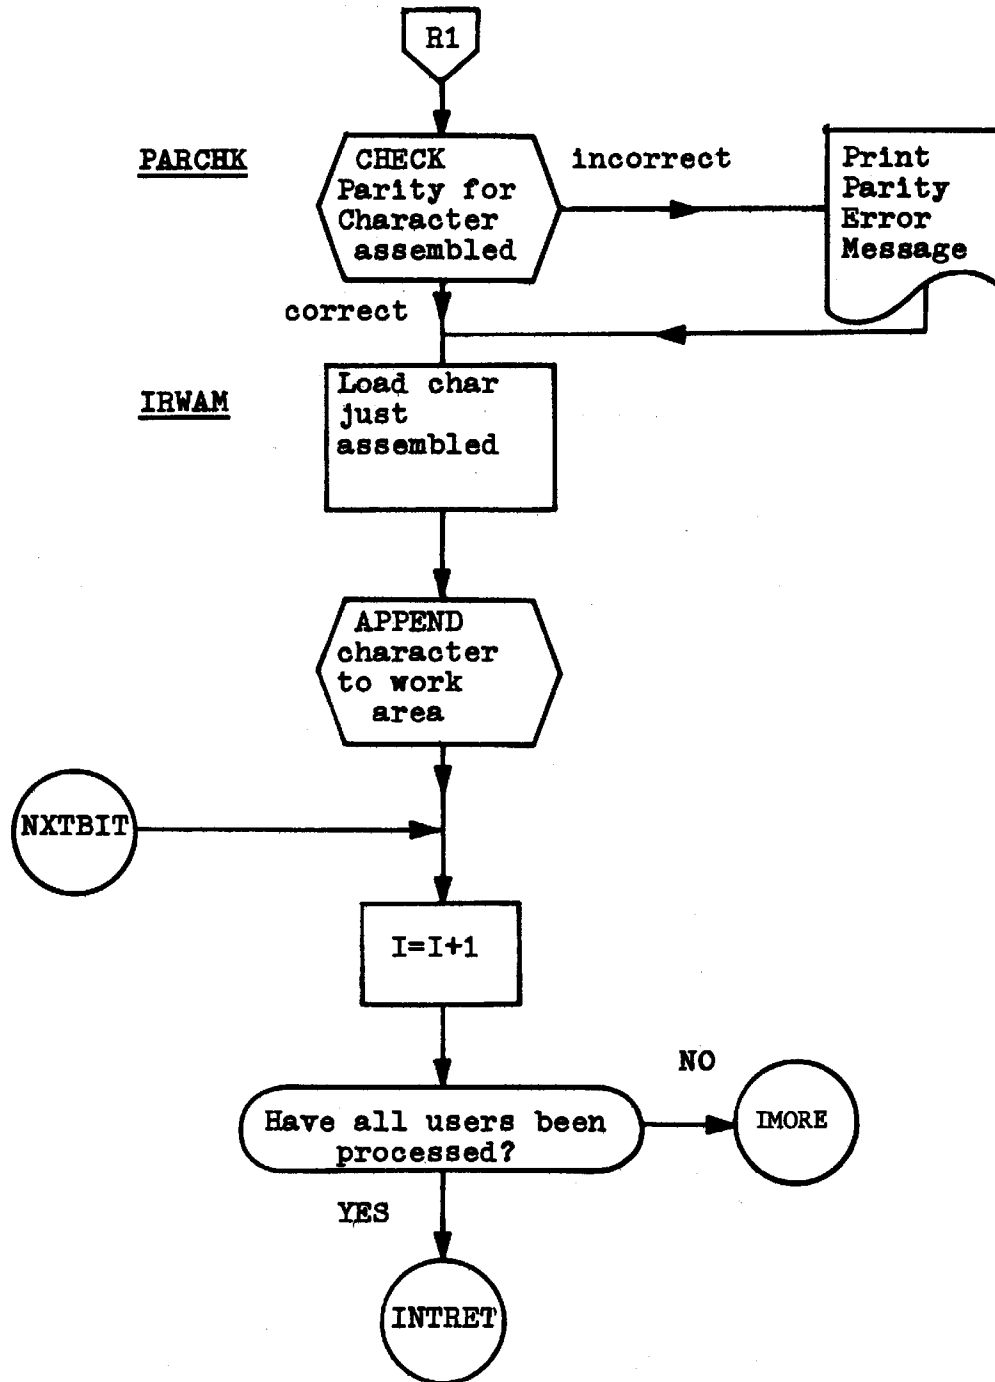 R1
PARCHK
CHECK
Parity for
Character
assembled
incorrect
Print
Parity
Error
Message
correct
IRWAM
Load char
just
assembled
APPEND
character
to work
area
NXTBIT
I=I+1
NO
Have all users been
processed?
IMORE
YES
INTRET